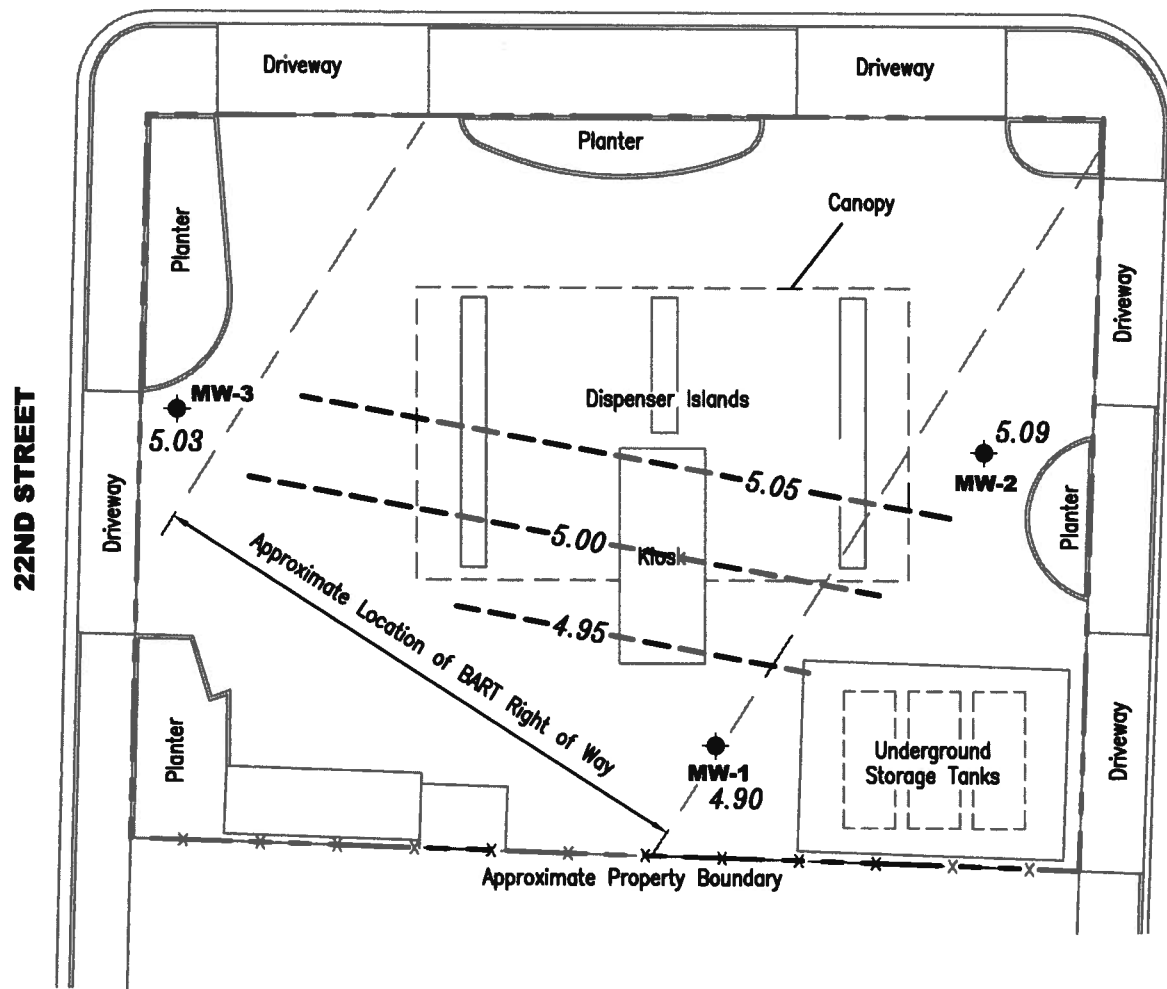 Driveway
Driveway
Planter
Planter
Canopy
Driveway
MW-3
5.03
Dispenser Islands
5.09
MW-2
5.05
22ND STREET
Driveway
5.00
Kiosk
Planter
Approximate Location of BART Right of Way
4.95
Planter
MW-1
4.90
Underground
Storage Tanks
Driveway
Approximate Property Boundary